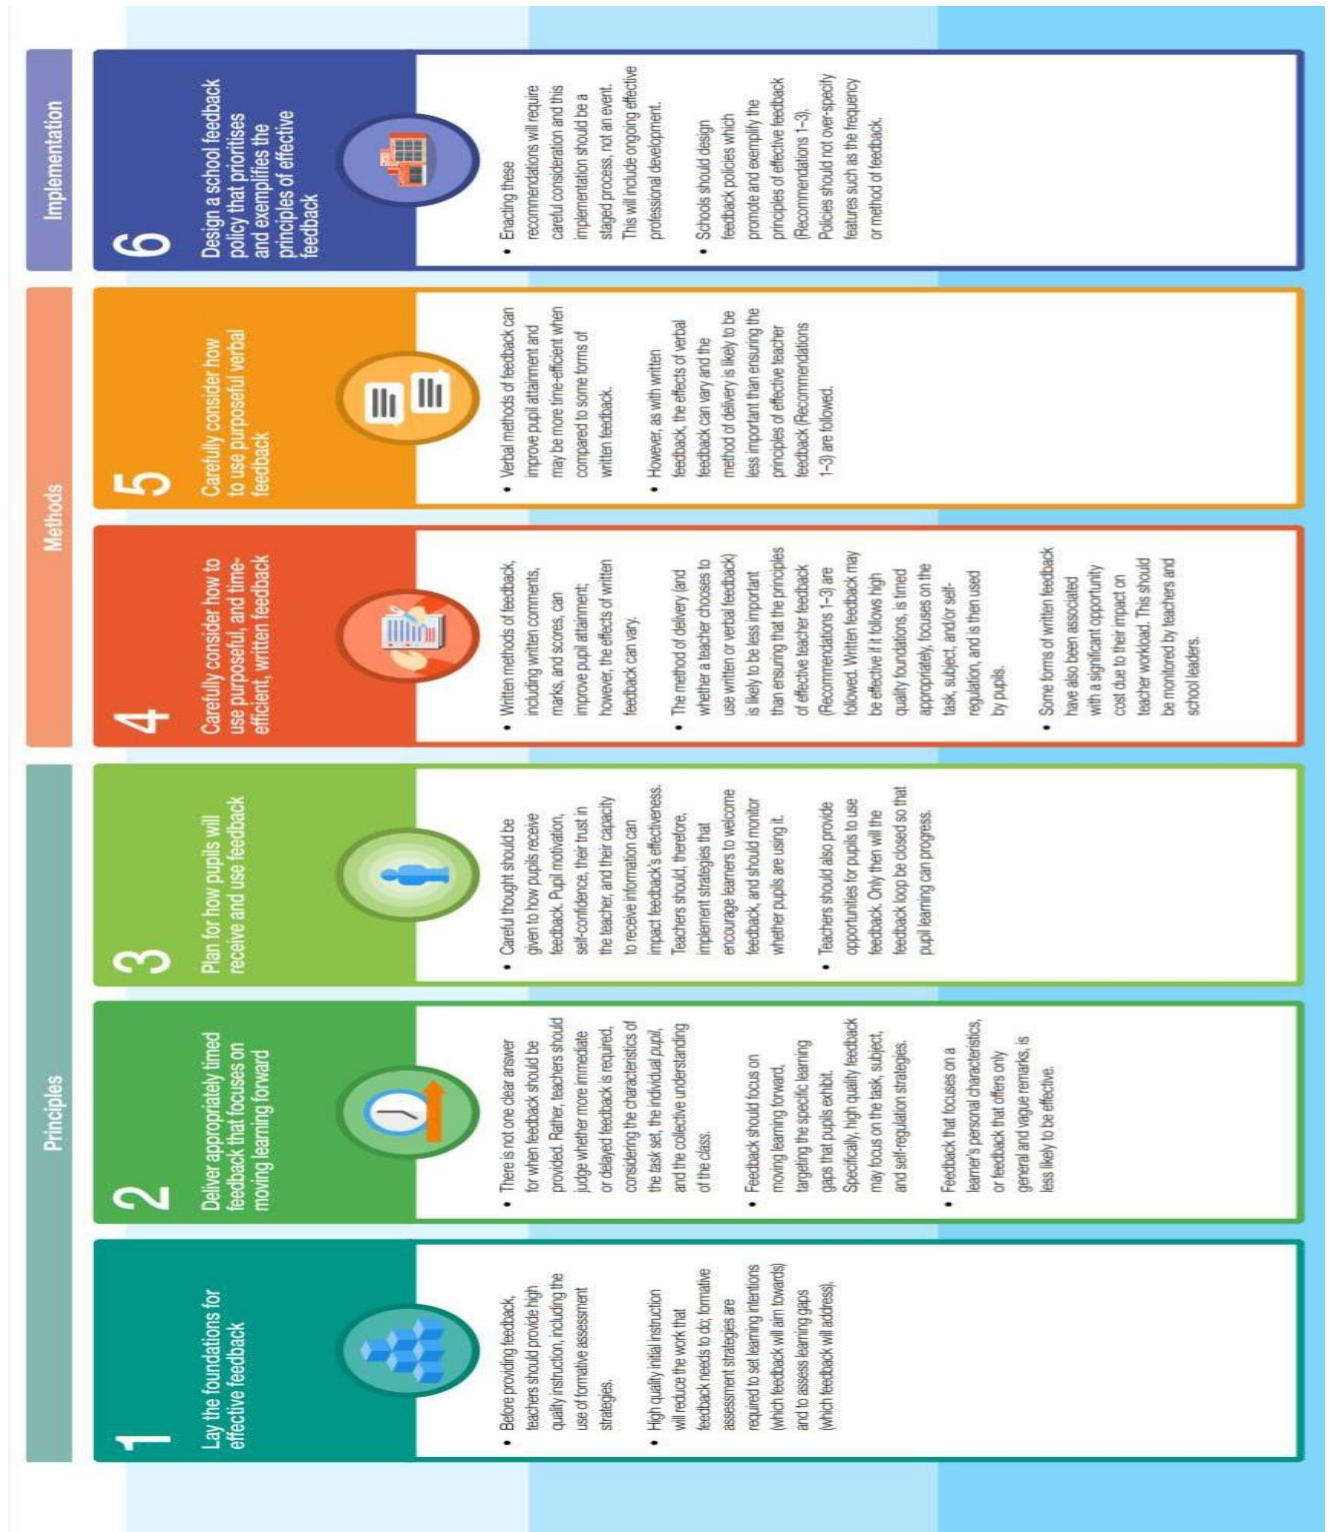 Principles
1
Lay the foundations for
effective feedback
• Before providing feedback,
teachers should provide high
quality instruction, including the
use of formative assessment
strategies.
• High quality initial instruction
will reduce the work that
feedback needs to do; formative
assessment strategies are
required to set learning intentions
(which feedback will aim towards)
and to assess learning gaps
(which feedback will address).
2
Deliver appropriately timed
feedback that focuses on
moving learning forward
• There is not one clear answer
for when feedback should be
provided. Rather, teachers should
judge whether more immediate
or delayed feedback is required,
considering the characteristics of
the task set, the individual pupil,
and the collective understanding
of the class.
• Feedback should focus on
moving learning forward,
targeting the specific learning
gaps that pupils exhibit.
Specifically, high quality feedback
may focus on the task, subject,
and self-regulation strategies.
• Feedback that focuses on a
learner's personal characteristics,
or feedback that offers only
general and vague remarks, is
less likely to be effective.
3
Plan for how pupils will
receive and use feedback
• Careful thought should be
given to how pupils receive
feedback. Pupil motivation,
self-confidence, their trust in
the teacher, and their capacity
to receive information can
impact feedback's effectiveness.
Teachers should, therefore,
implement strategies that
encourage learners to welcome
feedback, and should monitor
whether pupils are using it.
• Teachers should also provide
opportunities for pupils to use
feedback. Only then will the
feedback loop be closed so that
pupil learning can progress.
Methods
4
Carefully consider how to
use purposeful, and time-
efficient, written feedback
• Written methods of feedback,
including written comments,
marks, and scores, can
improve pupil attainment;
however, the effects of written
feedback can vary.
• The method of delivery (and
whether a teacher chooses to
use written or verbal feedback)
is likely to be less important
than ensuring that the principles
of effective teacher feedback
(Recommendations 1–3) are
followed. Written feedback may
be effective if it follows high
quality foundations, is timed
appropriately, focuses on the
task, subject, and/or self-
regulation, and is then used
by pupils.
• Some forms of written feedback
have also been associated
with a significant opportunity
cost due to their impact on
teacher workload. This should
be monitored by teachers and
school leaders.
5
Carefully consider how
to use purposeful verbal
feedback
• Verbal methods of feedback can
improve pupil attainment and
may be more time-efficient when
compared to some forms of
written feedback.
• However, as with written
feedback, the effects of verbal
feedback can vary and the
method of delivery is likely to be
less important than ensuring the
principles of effective teacher
feedback (Recommendations
1–3) are followed.
Implementation
6
Design a school feedback
policy that prioritises
and exemplifies the
principles of effective
feedback
• Enacting these
recommendations will require
careful consideration and this
implementation should be a
staged process, not an event.
This will include ongoing effective
professional development.
• Schools should design
feedback policies which
promote and exemplify the
principles of effective feedback
(Recommendations 1–3).
Policies should not over-specify
features such as the frequency
or method of feedback.